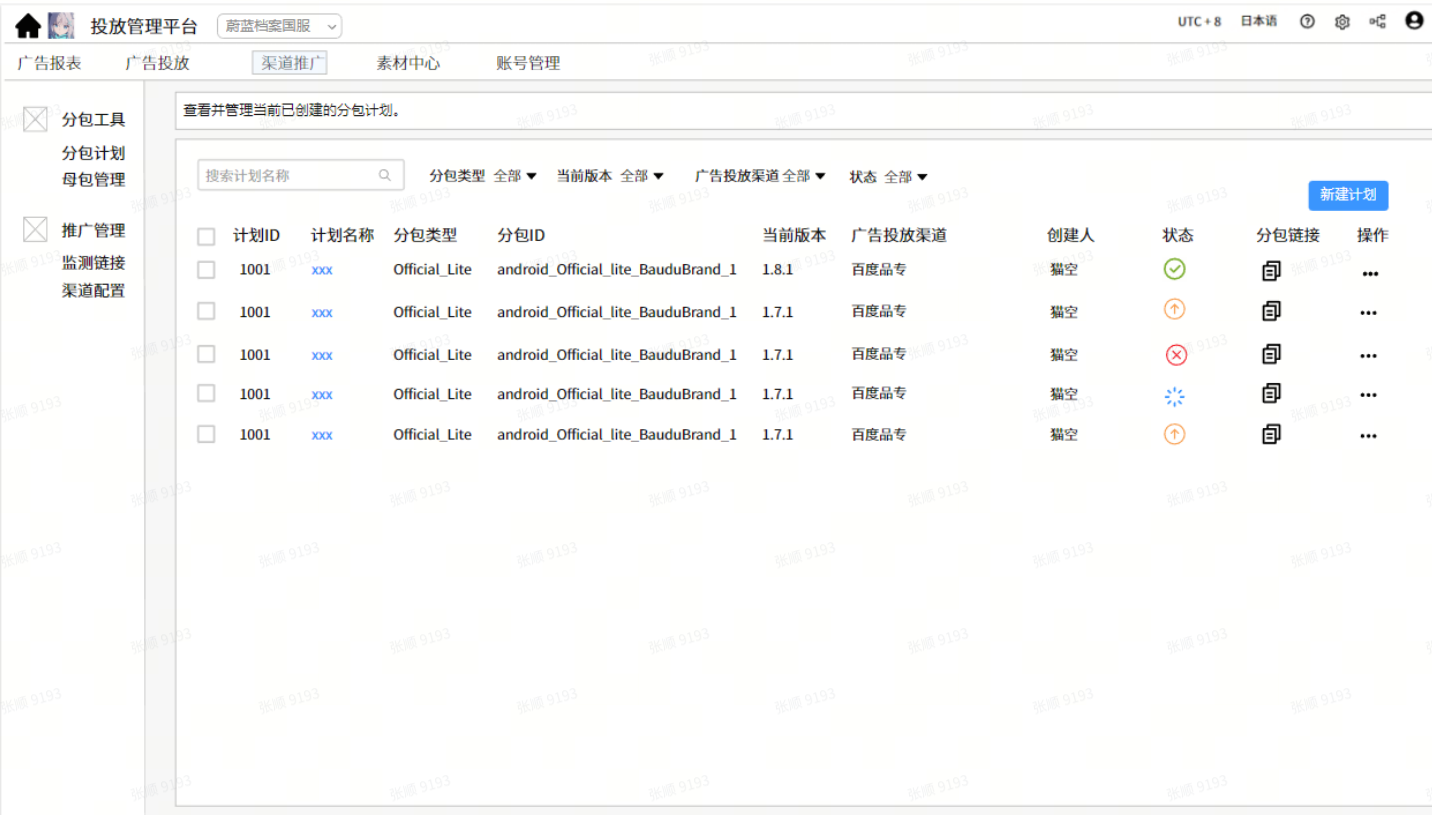 投放管理平台 蔚蓝档案国服 UTC+8 日本语
广告报表 广告投放 渠道推广 素材中心 账号管理
查看并管理当前已创建的分包计划。
分包工具
分包计划
母包管理
推广管理
监测链接
渠道配置
搜索计划名称 分包类型 全部 当前版本 全部 广告投放渠道 全部 状态 全部
新建计划
计划ID 计划名称 分包类型 分包ID 当前版本 广告投放渠道 创建人 状态 分包链接 操作
1001 xxx Official_Lite android_Official_lite_BauduBrand_1 1.8.1 百度品专 猫空
1001 xxx Official_Lite android_Official_lite_BauduBrand_1 1.7.1 百度品专 猫空
1001 xxx Official_Lite android_Official_lite_BauduBrand_1 1.7.1 百度品专 猫空
1001 xxx Official_Lite android_Official_lite_BauduBrand_1 1.7.1 百度品专 猫空
1001 xxx Official_Lite android_Official_lite_BauduBrand_1 1.7.1 百度品专 猫空
张顺 9193